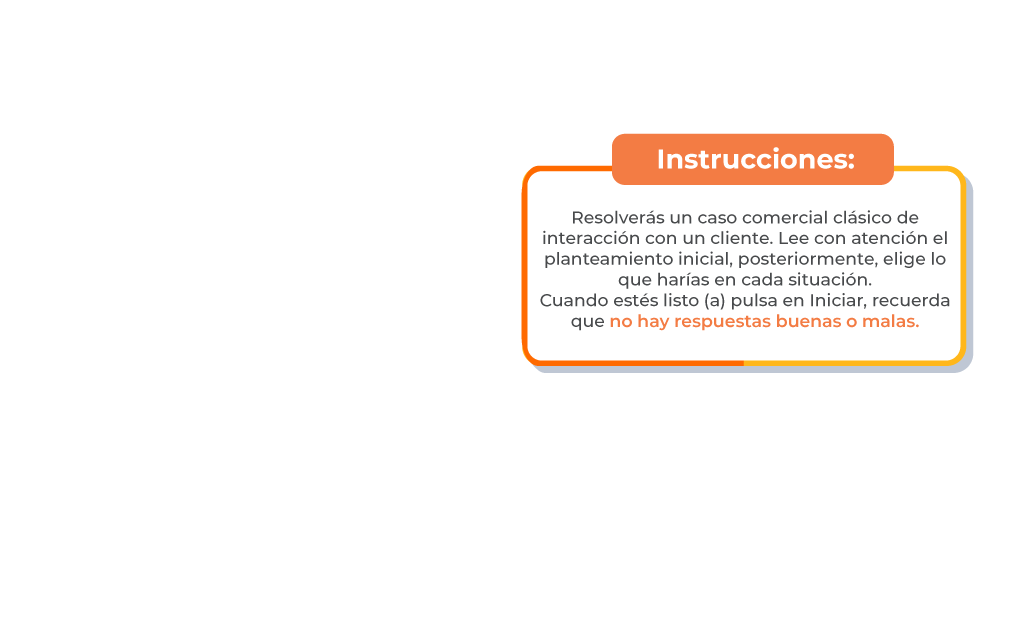 Instrucciones:
Resolverás un caso comercial clásico de
interacción con un cliente. Lee con atención el
planteamiento inicial, posteriormente, elige lo
que harías en cada situación.
Cuando estés listo (a) pulsa en Iniciar, recuerda
que no hay respuestas buenas o malas.